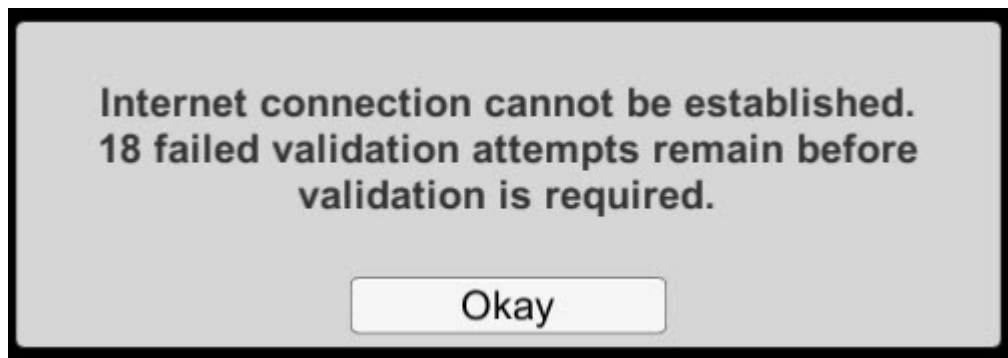 Internet connection cannot be established.
18 failed validation attempts remain before
validation is required.
Okay